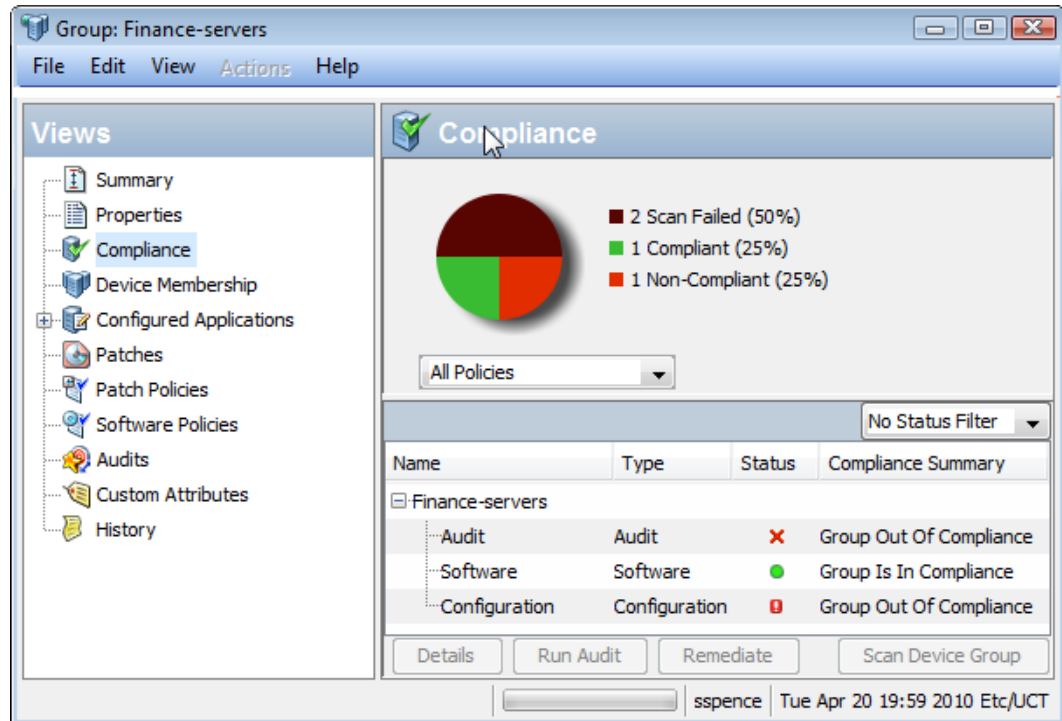 Group: Finance-servers
File Edit View Actions Help
Views
Summary
Properties
Compliance
Device Membership
Configured Applications
Patches
Patch Policies
Software Policies
Audits
Custom Attributes
History
Compliance
2 Scan Failed (50%)
1 Compliant (25%)
1 Non-Compliant (25%)
All Policies
No Status Filter
Name Type Status Compliance Summary
Finance-servers
Audit Audit Group Out Of Compliance
Software Software Group Is In Compliance
Configuration Configuration Group Out Of Compliance
Details Run Audit Remediate Scan Device Group
sspence Tue Apr 20 19:59 2010 Etc/UCT